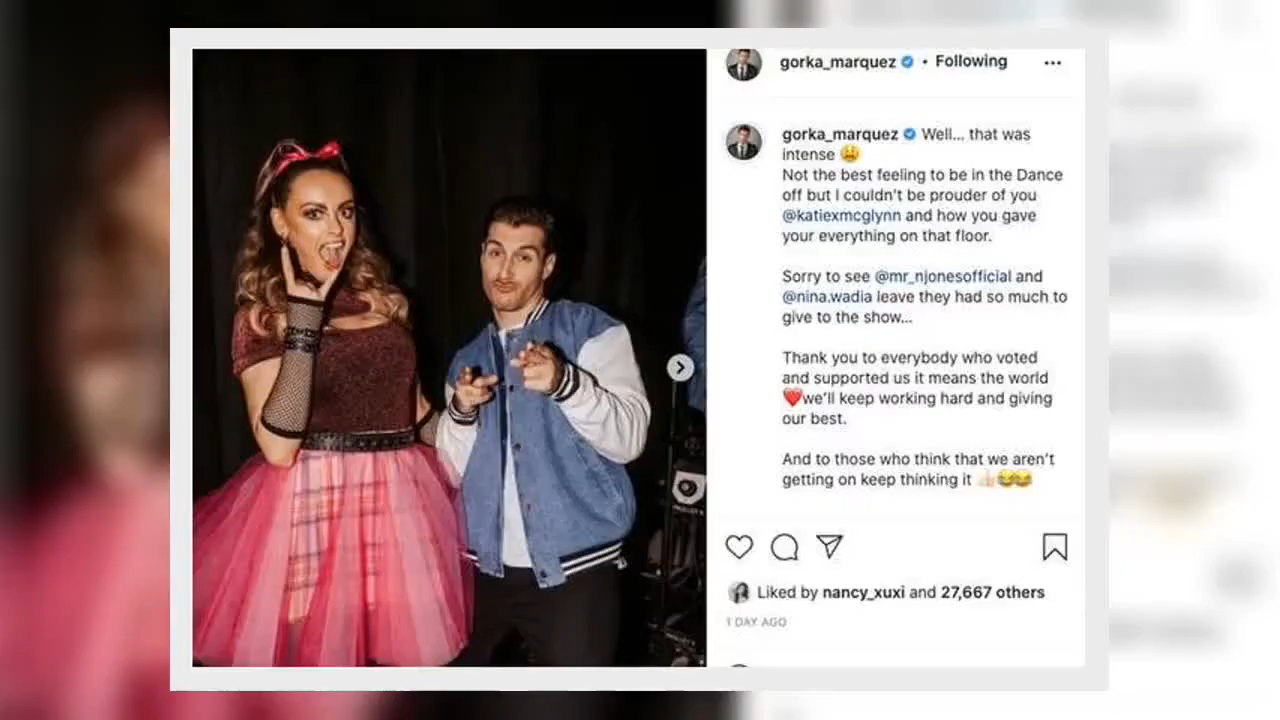 gorka_marquez • Following
gorka_marquez Well... that was
intense 😩
Not the best feeling to be in the Dance
off but I couldn't be prouder of you
@katiexmcglynn and how you gave
your everything on that floor.
Sorry to see @mr_njonesofficial and
@nina.wadia leave they had so much to
give to the show...
Thank you to everybody who voted
and supported us it means the world
❤️we'll keep working hard and giving
our best.
And to those who think that we aren't
getting on keep thinking it 👍🏻😂😂
Liked by nancy_xuxi and 27,667 others
1 DAY AGO